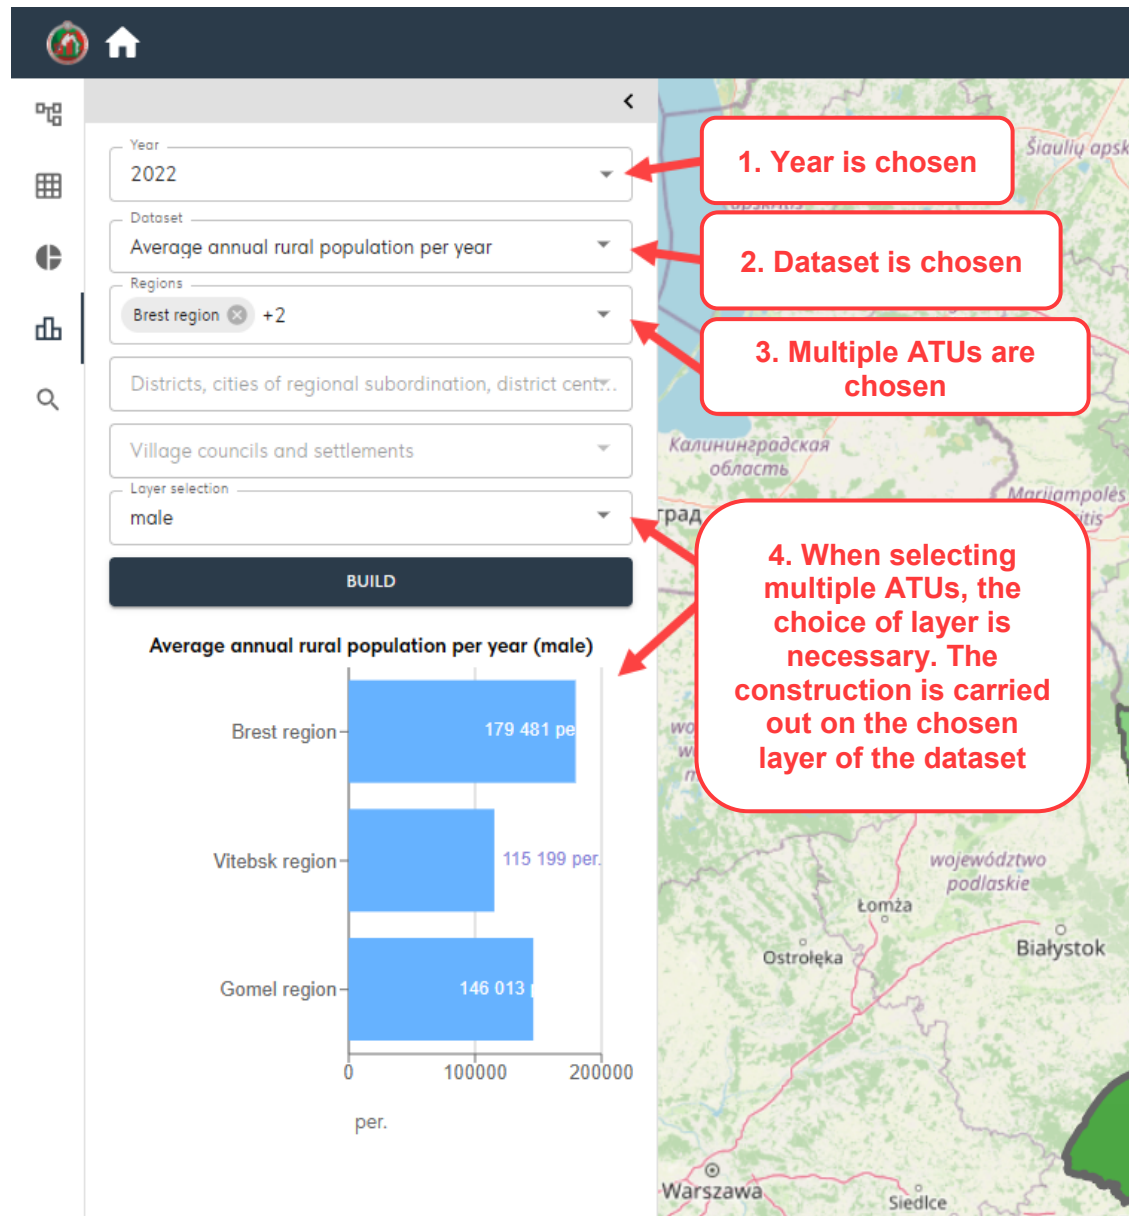 Year
2022
1. Year is chosen
Šiaulių apsk
apskritis
Dataset
Average annual rural population per year
2. Dataset is chosen
Regions
Brest region +2
3. Multiple ATUs are
chosen
Districts, cities of regional subordination, district cent...
Village councils and settlements
Калининградская
область
Layer selection
male
Marijampolės
itis
град
4. When selecting
multiple ATUs, the
choice of layer is
necessary. The
construction is carried
out on the chosen
layer of the dataset
BUILD
Average annual rural population per year (male)
Brest region
179 481 pe
Vitebsk region
115 199 per.
Gomel region
146 013
0 100000 200000
per.
wo
w
m
województwo
podlaskie
Łomża
Ostrołęka
Białystok
Warszawa
Siedlce